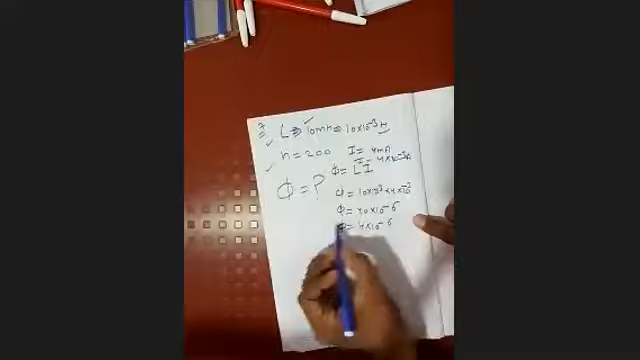 7 L => 10mH => 10×10⁻³H
n = 200 I = 4mA
I = 4×10⁻³A
Φ = ? Φ = LI
Φ = 10×10⁻³×4×10⁻³
Φ = 40×10⁻⁶
Φ = 4×10⁻⁶